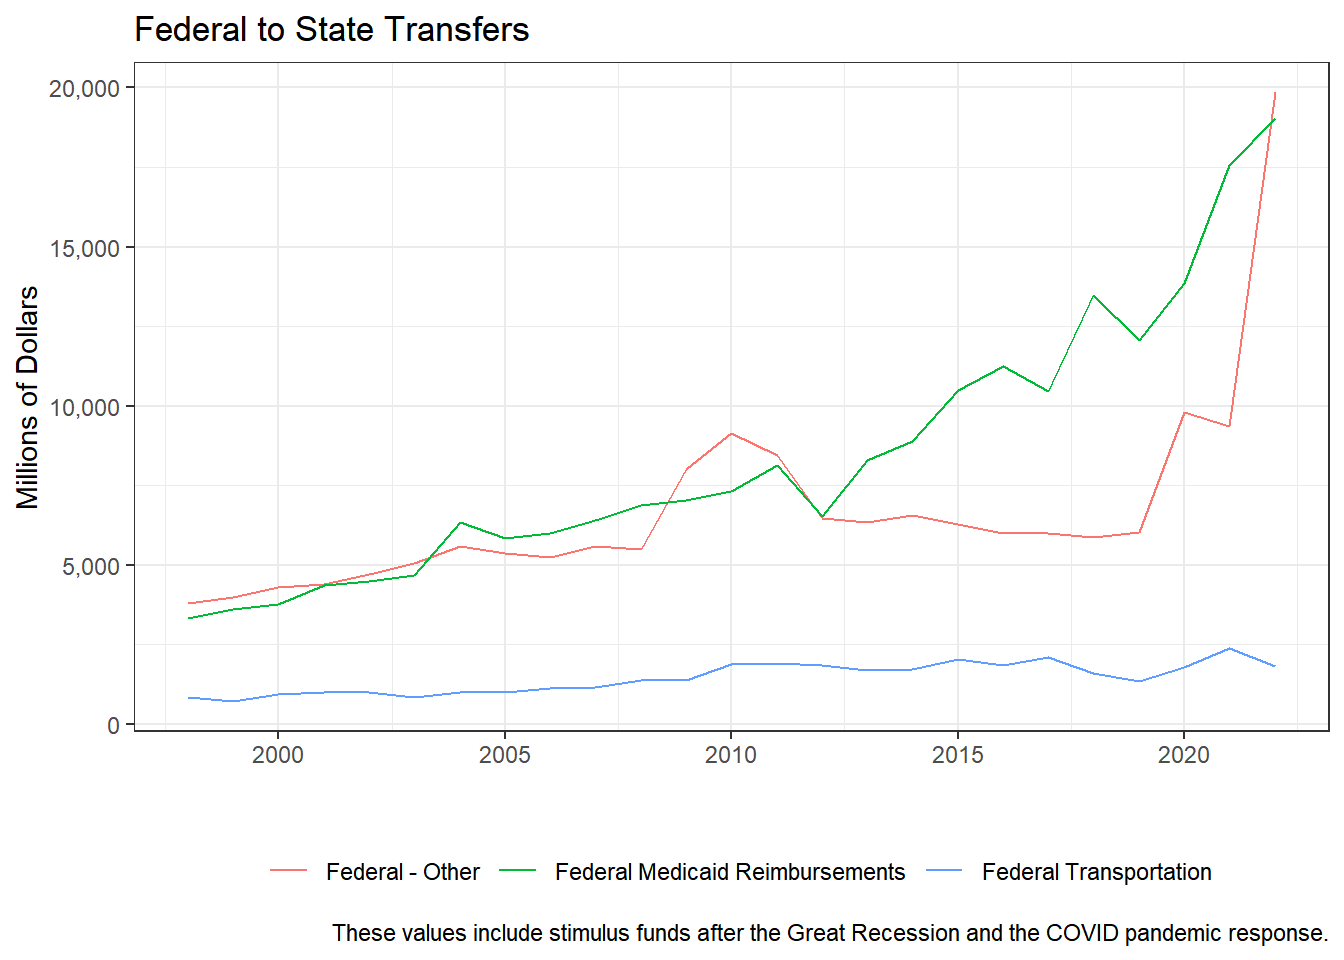 Federal to State Transfers
20,000
15,000
10,000
5,000
0
Millions of Dollars
2000 2005 2010 2015 2020
Federal - Other Federal Medicaid Reimbursements Federal Transportation
These values include stimulus funds after the Great Recession and the COVID pandemic response.